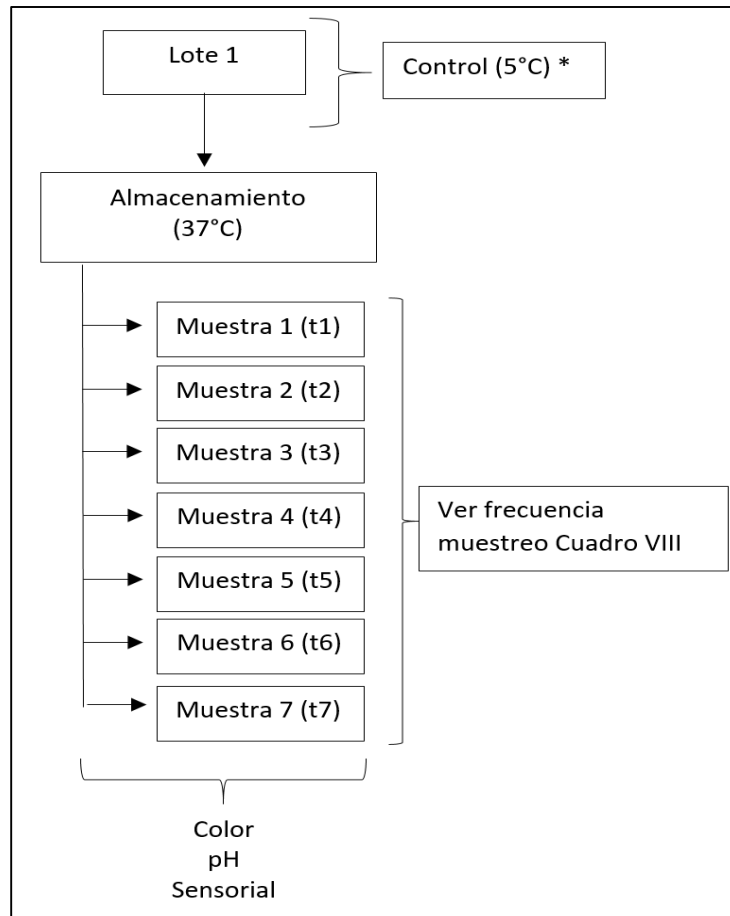 Lote 1
Control (5°C) *
Almacenamiento
(37°C)
Muestra 1 (t1)
Muestra 2 (t2)
Muestra 3 (t3)
Muestra 4 (t4)
Muestra 5 (t5)
Muestra 6 (t6)
Muestra 7 (t7)
Ver frecuencia
muestreo Cuadro VIII
Color
pH
Sensorial